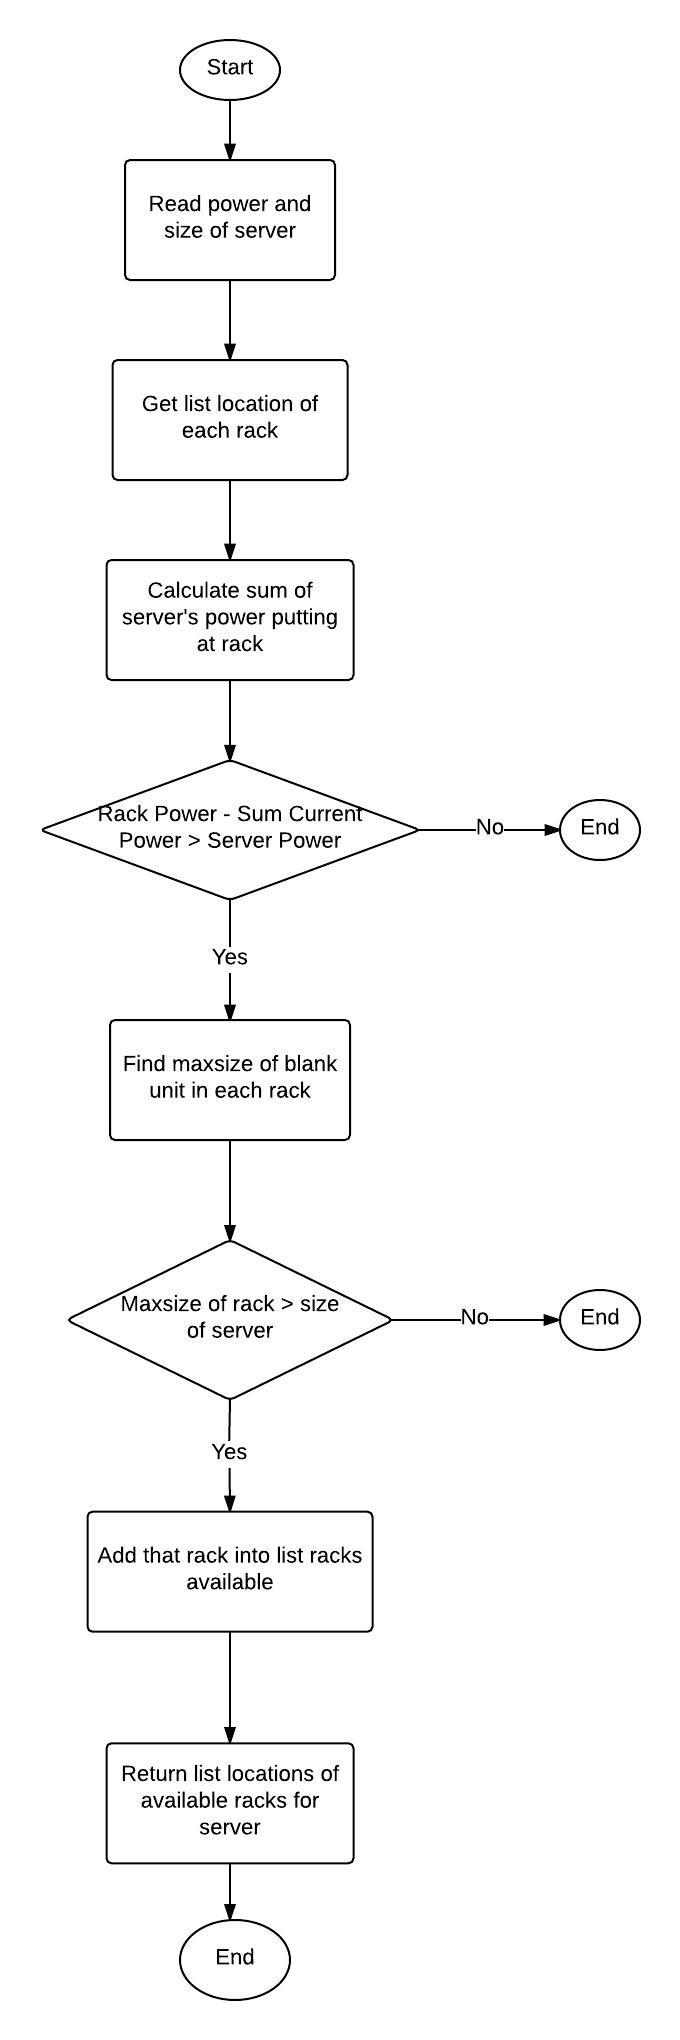 Start
Read power and
size of server
Get list location of
each rack
Calculate sum of
server's power putting
at rack
Rack Power - Sum Current
Power > Server Power
No
End
Yes
Find maxsize of blank
unit in each rack
Maxsize of rack > size
of server
No
End
Yes
Add that rack into list racks
available
Return list locations of
available racks for
server
End